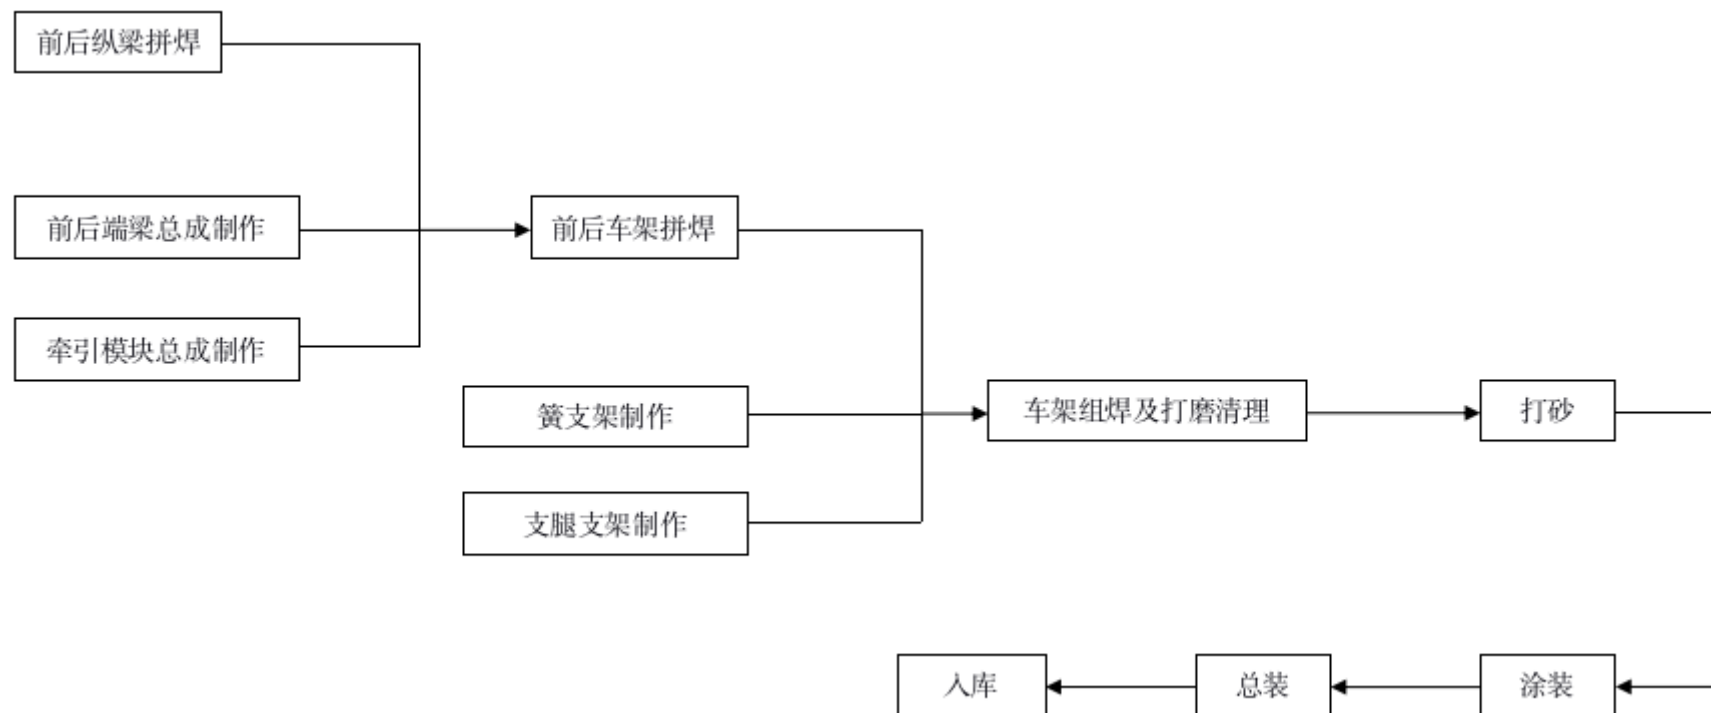 前后纵梁拼焊
前后端梁总成制作
前后车架拼焊
牵引模块总成制作
簧支架制作
车架组焊及打磨清理
打砂
支腿支架制作
入库
总装
涂装